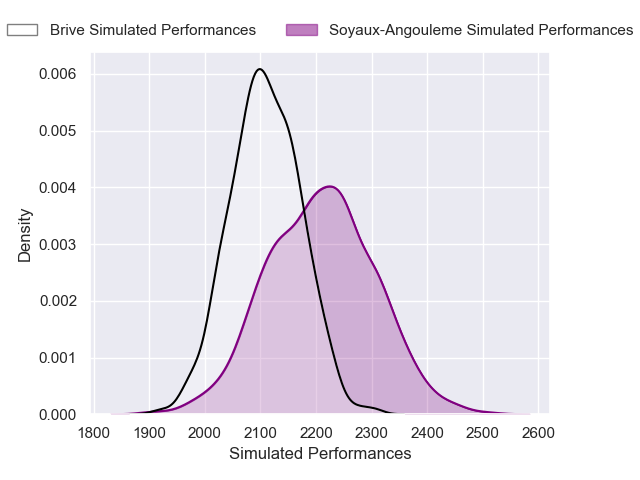 Brive Simulated Performances
Soyaux-Angouleme Simulated Performances
0.006
0.005
0.004
0.003
0.002
0.001
0.000
Density
1800 1900 2000 2100 2200 2300 2400 2500 2600
Simulated Performances